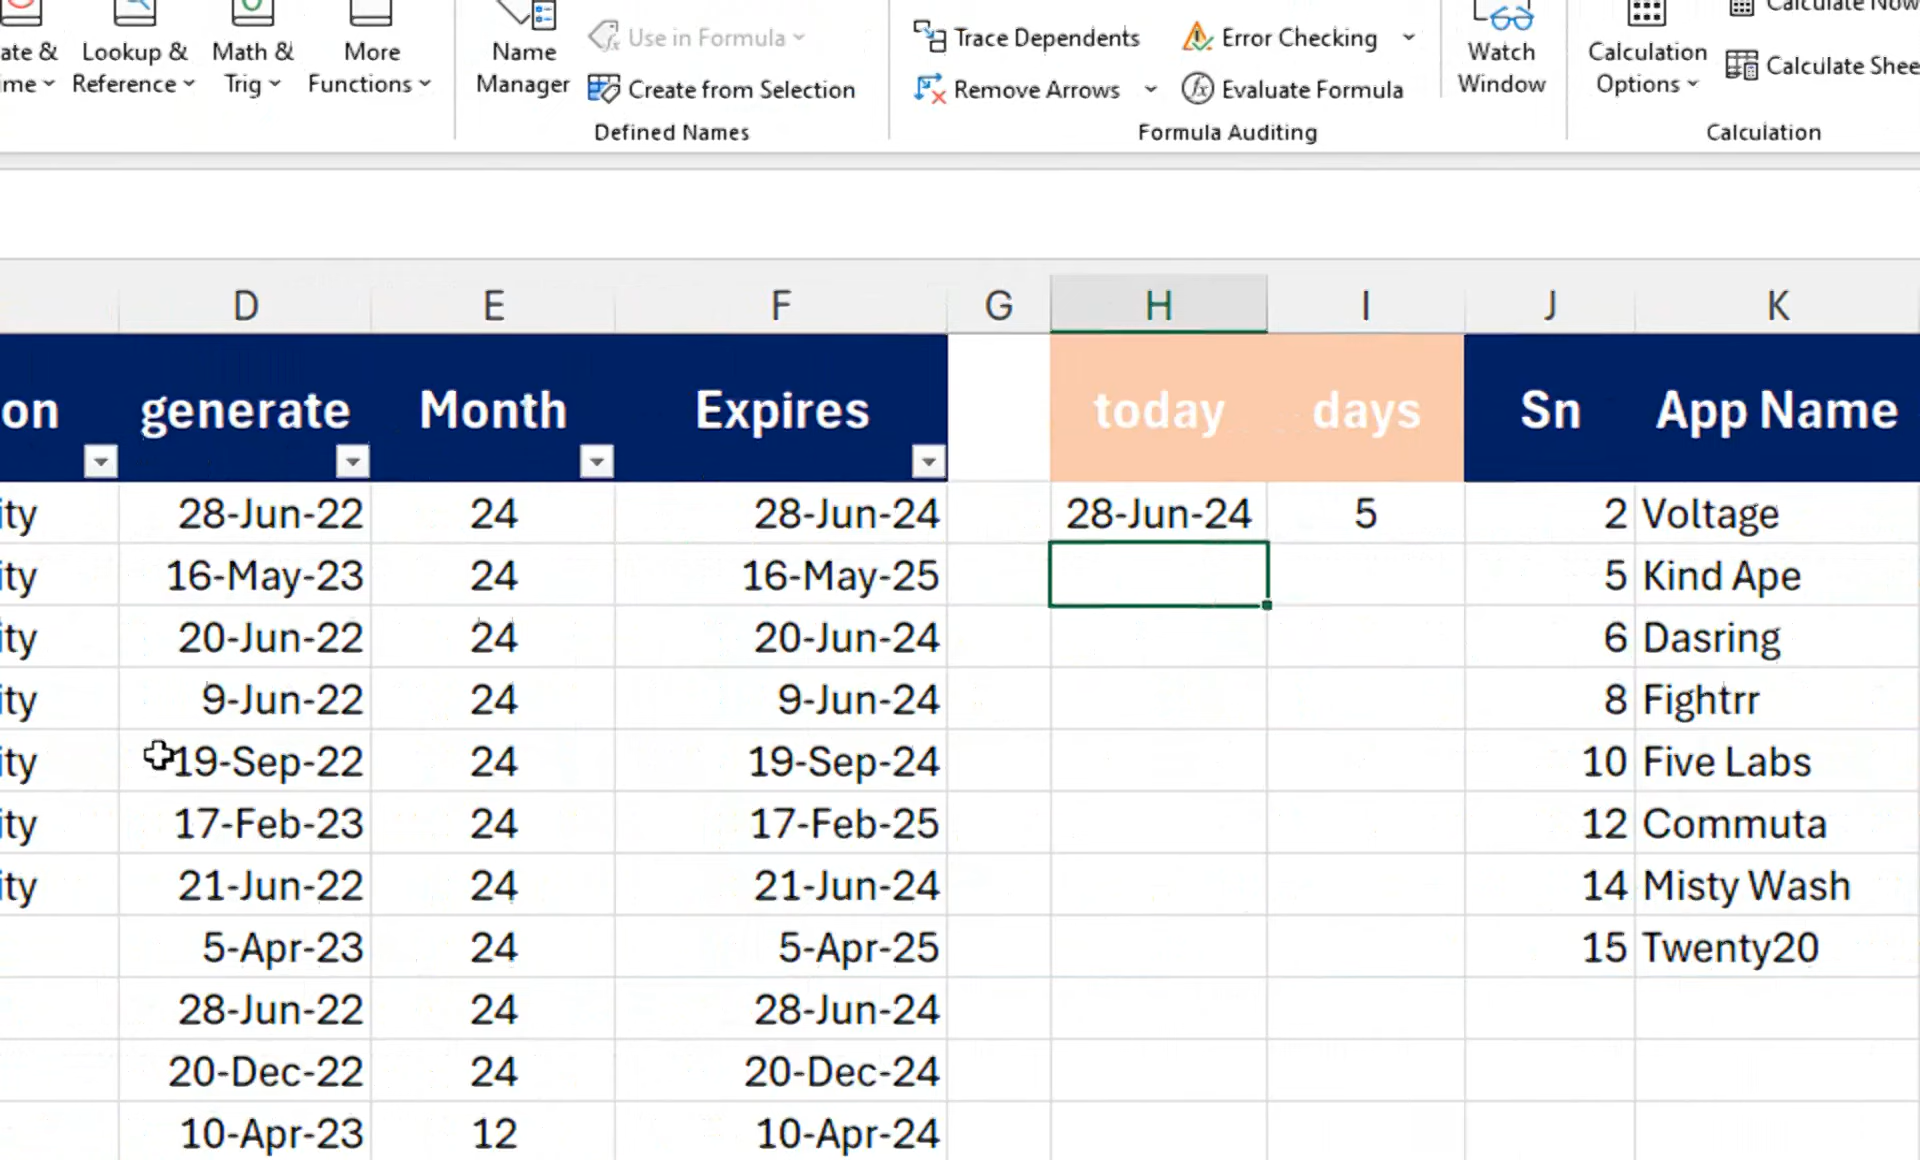 Lookup & Math & More Name Use in Formula Trace Dependents Error Checking Watch Calculation
Reference Trig Functions Manager Create from Selection Remove Arrows Evaluate Formula Window Options
Defined Names Formula Auditing Calculation
D E F G H I J K
on generate Month Expires today days Sn App Name
ity 28-Jun-22 24 28-Jun-24 28-Jun-24 5 2 Voltage
ity 16-May-23 24 16-May-25 5 Kind Ape
ity 20-Jun-22 24 20-Jun-24 6 Dasring
ity 9-Jun-22 24 9-Jun-24 8 Fightrr
ity 19-Sep-22 24 19-Sep-24 10 Five Labs
ity 17-Feb-23 24 17-Feb-25 12 Commuta
ity 21-Jun-22 24 21-Jun-24 14 Misty Wash
5-Apr-23 24 5-Apr-25 15 Twenty20
28-Jun-22 24 28-Jun-24
20-Dec-22 24 20-Dec-24
10-Apr-23 12 10-Apr-24